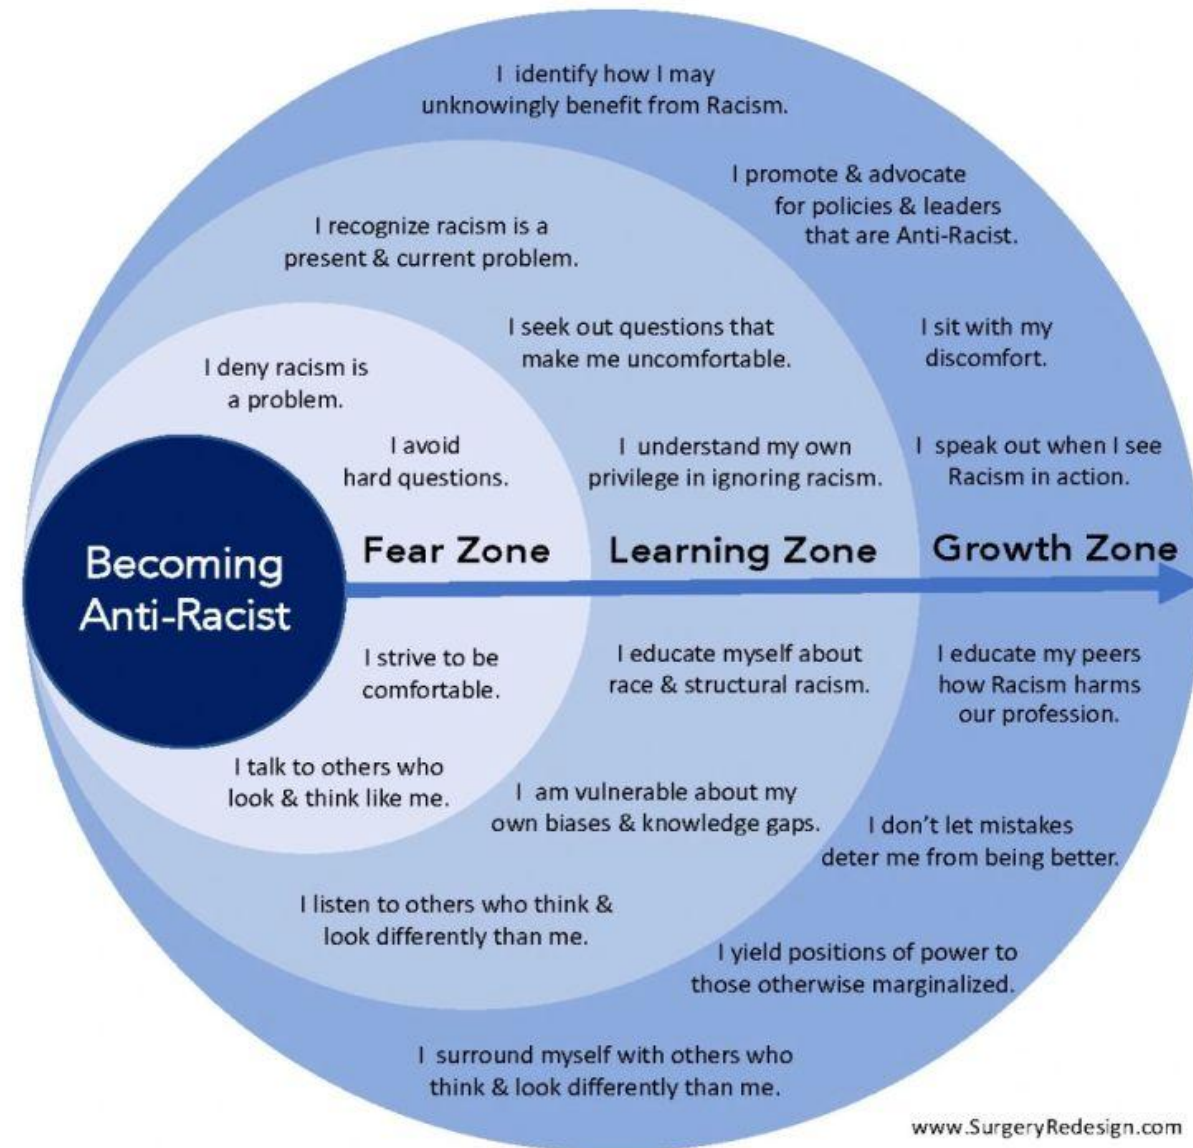 I identify how I may
unknowingly benefit from Racism.
I promote & advocate
for policies & leaders
that are Anti-Racist.
I recognize racism is a
present & current problem.
I seek out questions that
make me uncomfortable.
I sit with my
discomfort.
I deny racism is
a problem.
I avoid
hard questions.
I understand my own
privilege in ignoring racism.
I speak out when I see
Racism in action.
Becoming
Anti-Racist
Fear Zone
Learning Zone
Growth Zone
I strive to be
comfortable.
I educate myself about
race & structural racism.
I educate my peers
how Racism harms
our profession.
I talk to others who
look & think like me.
I am vulnerable about my
own biases & knowledge gaps.
I don't let mistakes
deter me from being better.
I listen to others who think &
look differently than me.
I yield positions of power to
those otherwise marginalized.
I surround myself with others who
think & look differently than me.
www.SurgeryRedesign.com